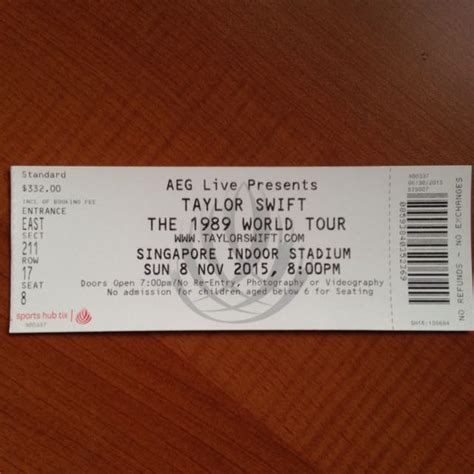 Standard
$332.00
INCL OF BOOKING FEE
ENTRANCE
EAST
SECT
211
ROW
17
SEAT
8
sports hub tix
X00337
AEG Live Presents
TAYLOR SWIFT
THE 1989 WORLD TOUR
WWW.TAYLORSWIFT.COM
SINGAPORE INDOOR STADIUM
SUN 8 NOV 2015, 8:00PM
Doors Open 7:00pm/No Re-Entry, Photography or Videography
No admission for children aged below 6 for Seating
X00337
NO REFUNDS - NO EXCHANGES